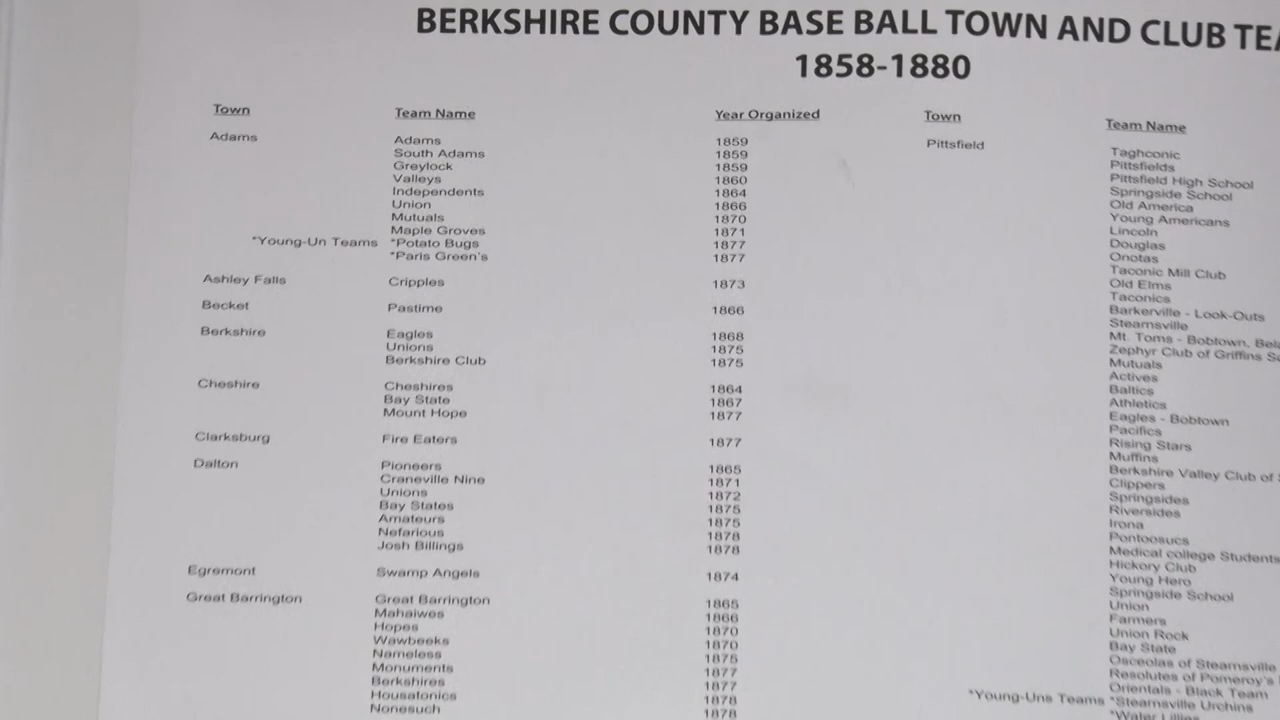 BERKSHIRE COUNTY BASE BALL TOWN AND CLUB
1858-1880
Town Team Name Year Organized
Adams Adams 1859
South Adams 1859
Greylock 1859
Valleys 1860
Independents 1864
Union 1866
Mutuals 1870
Maple Groves 1871
*Young-Un Teams *Potato Bugs 1877
*Paris Green's 1877
Ashley Falls Cripples 1873
Becket Pastime 1866
Berkshire Eagles 1868
Unions 1875
Berkshire Club 1875
Cheshire Cheshires 1864
Bay State 1867
Mount Hope 1877
Clarksburg Fire Eaters 1877
Dalton Pioneers 1865
Craneville Nine 1871
Unions 1872
Bay States 1875
Amateurs 1875
Nefarious 1878
Josh Billings 1878
Egremont Swamp Angels 1874
Great Barrington Great Barrington 1865
Mahaiwes 1866
Hopes 1870
Wawbeeks 1870
Nameless 1875
Monuments 1877
Berkshires 1877
Housatonics 1878
Nonesuch 1878
Town Team Name
Pittsfield Taghconic
Pittsfields
Pittsfield High School
Springside School
Old America
Young Americans
Lincoln
Douglas
Onotas
Taconic Mill Club
Old Elms
Taconics
Barkerville - Look-Outs
Stearnsville
Mt. Toms - Bobtown,
Zephyr Club of Griffins
Mutuals
Actives
Baltics
Athletics
Eagles - Bobtown
Pacifics
Rising Stars
Muffins
Berkshire Valley Club of
Clippers
Springsides
Riversides
Irona
Pontoosucs
Medical college Students
Hickory Club
Young Hero
Springside School
Union
Farmers
Union Rock
Bay State
Osceolas of Stearnsville
Resolutes of Pomeroy's
Orientals - Black Team
*Young-Uns Teams *Stearnsville Urchins
*Water Lillies